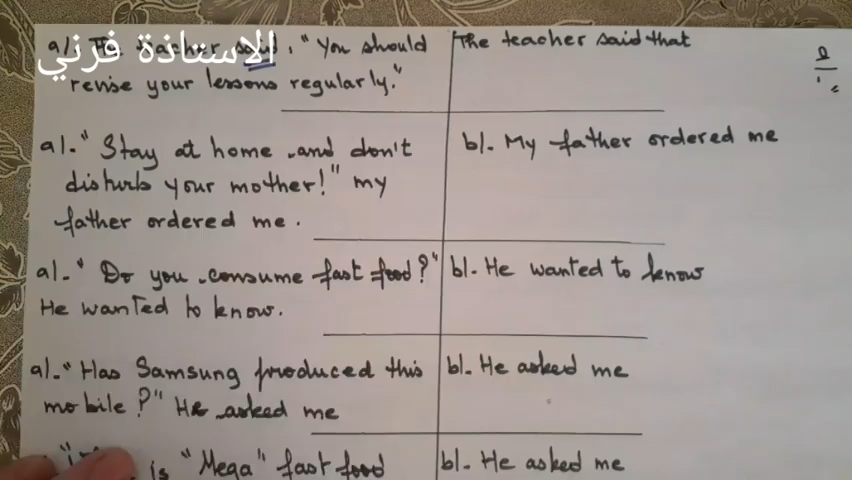 الاستاذة فرني
a/. The teacher said, "You should
revise your lessons regularly."
The teacher said that
a/. "Stay at home and don't
disturb your mother!" my
father ordered me.
b/. My father ordered me
a/. "Do you consume fast food?"
He wanted to know.
b/. He wanted to know
a/. "Has Samsung produced this
mobile?" He asked me
b/. He asked me
is "Mega" fast food
b/. He asked me